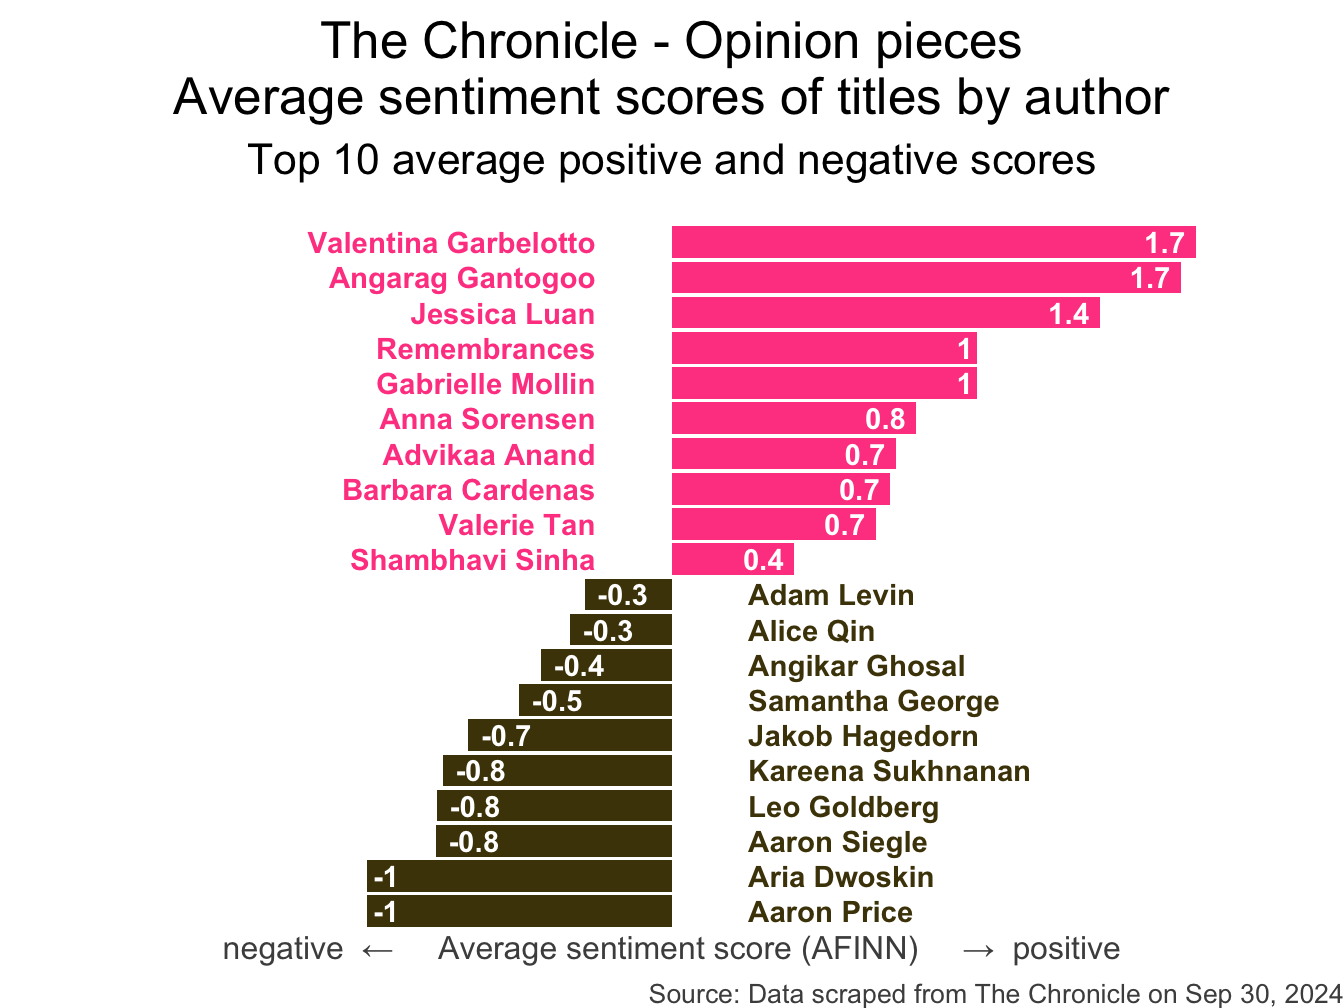 The Chronicle - Opinion pieces
Average sentiment scores of titles by author
Top 10 average positive and negative scores
Valentina Garbelotto 1.7
Angarag Gantogoo 1.7
Jessica Luan 1.4
Remembrances 1
Gabrielle Mollin 1
Anna Sorensen 0.8
Advikaa Anand 0.7
Barbara Cardenas 0.7
Valerie Tan 0.7
Shambhavi Sinha 0.4
-0.3 Adam Levin
-0.3 Alice Qin
-0.4 Angikar Ghosal
-0.5 Samantha George
-0.7 Jakob Hagedorn
-0.8 Kareena Sukhnanan
-0.8 Leo Goldberg
-0.8 Aaron Siegle
-1 Aria Dwoskin
-1 Aaron Price
negative ← Average sentiment score (AFINN) → positive
Source: Data scraped from The Chronicle on Sep 30, 2024